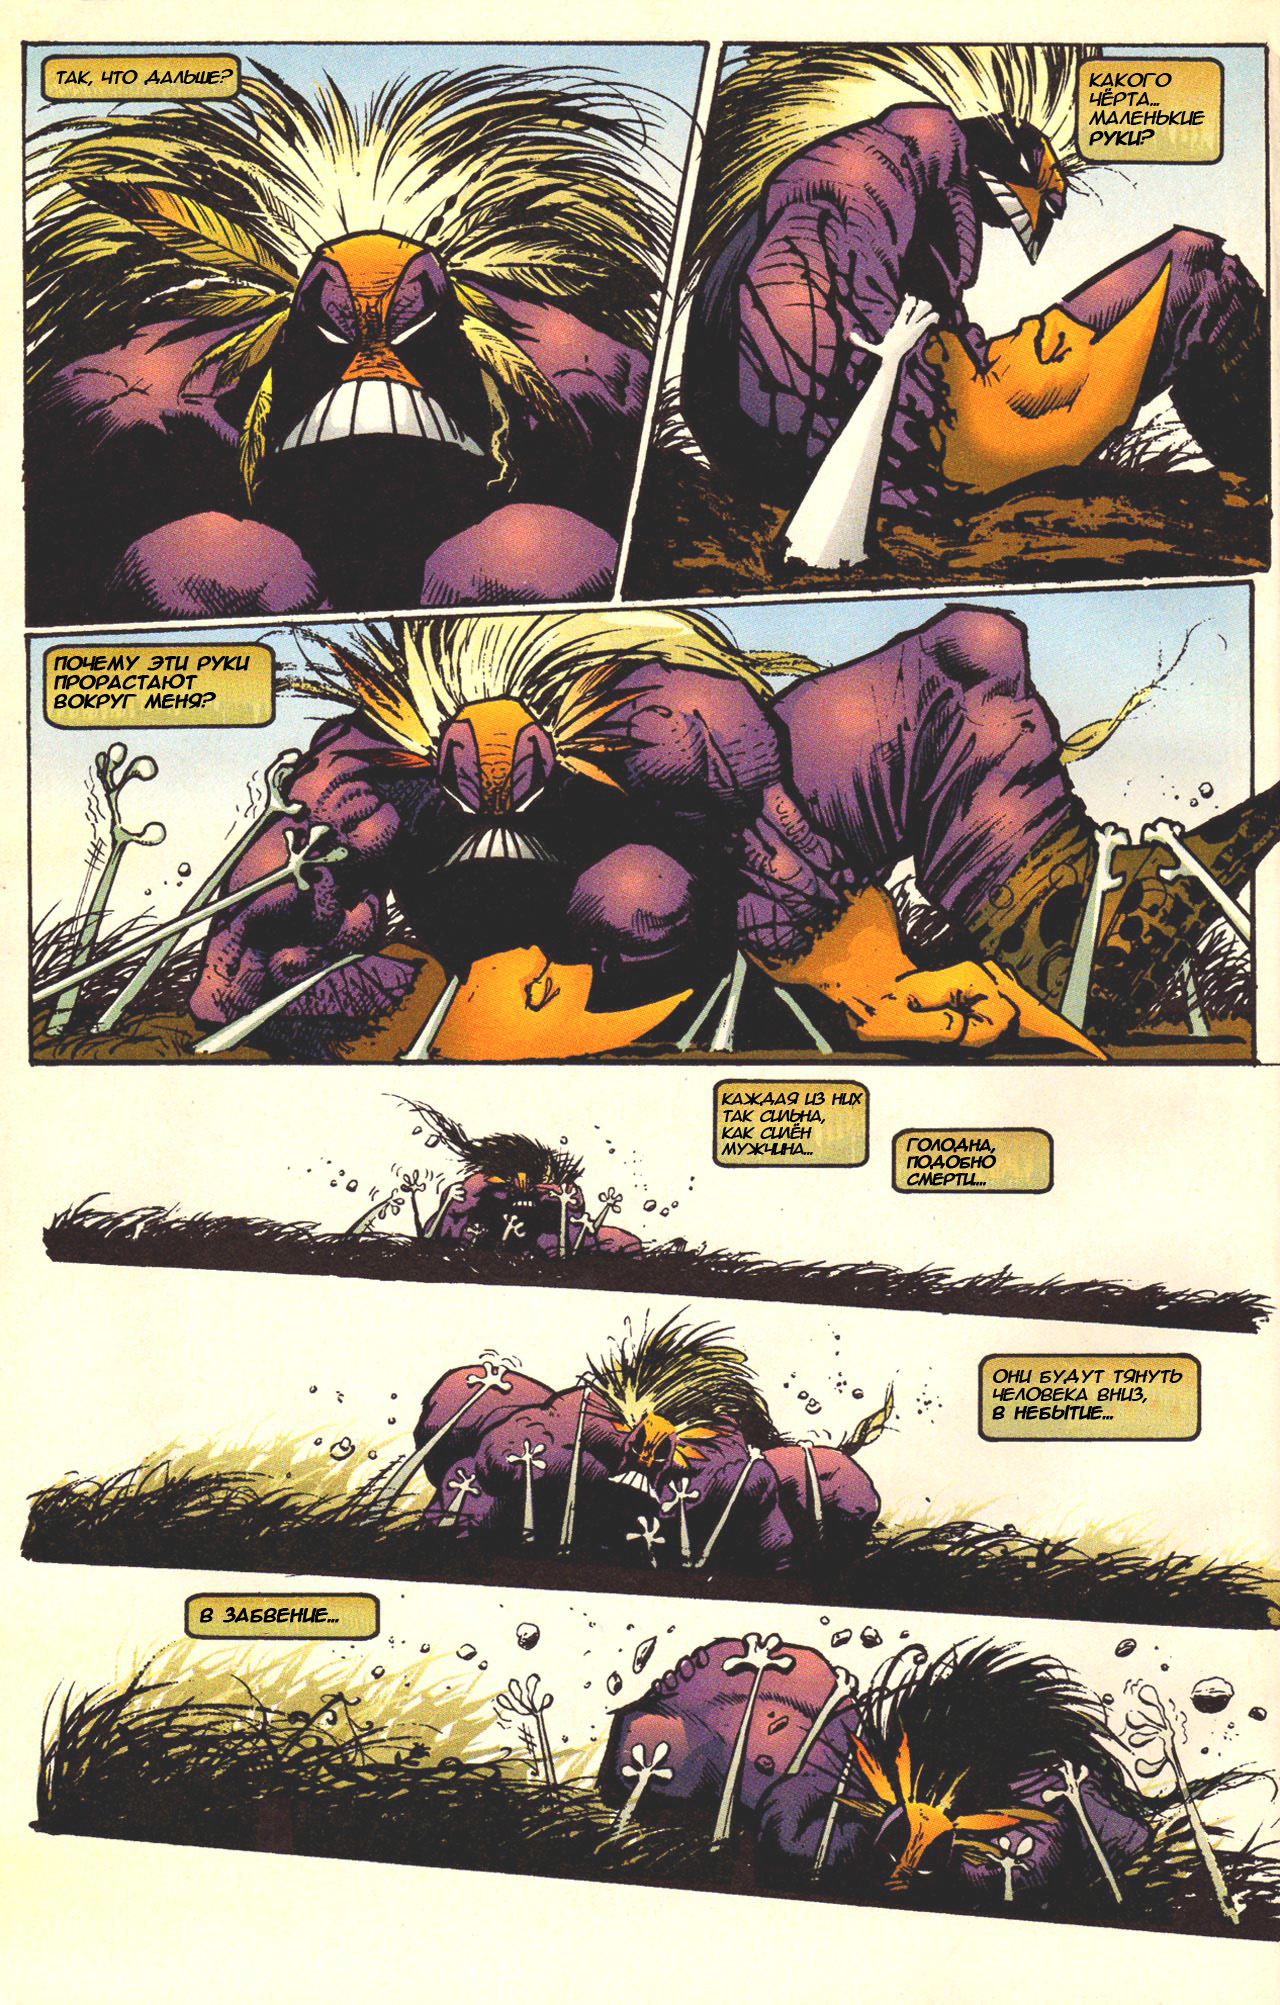 ТАК, ЧТО ДАЛЬШЕ?
КАКОГО
ЧЁРТА...
МАЛЕНЬКИЕ
РУКИ?
ПОЧЕМУ ЭТИ РУКИ
ПРОРАСТАЮТ
ВОКРУГ МЕНЯ?
КАЖДАЯ ИЗ НИХ
ТАК СИЛЬНА,
КАК СИЛЁН
МУЖЧИНА...
ГОЛОДНА,
ПОДОБНО
СМЕРТИ...
ОНИ БУДУТ ТЯНУТЬ
ЧЕЛОВЕКА ВНИЗ,
В НЕБЫТИЕ...
В ЗАБВЕНИЕ...